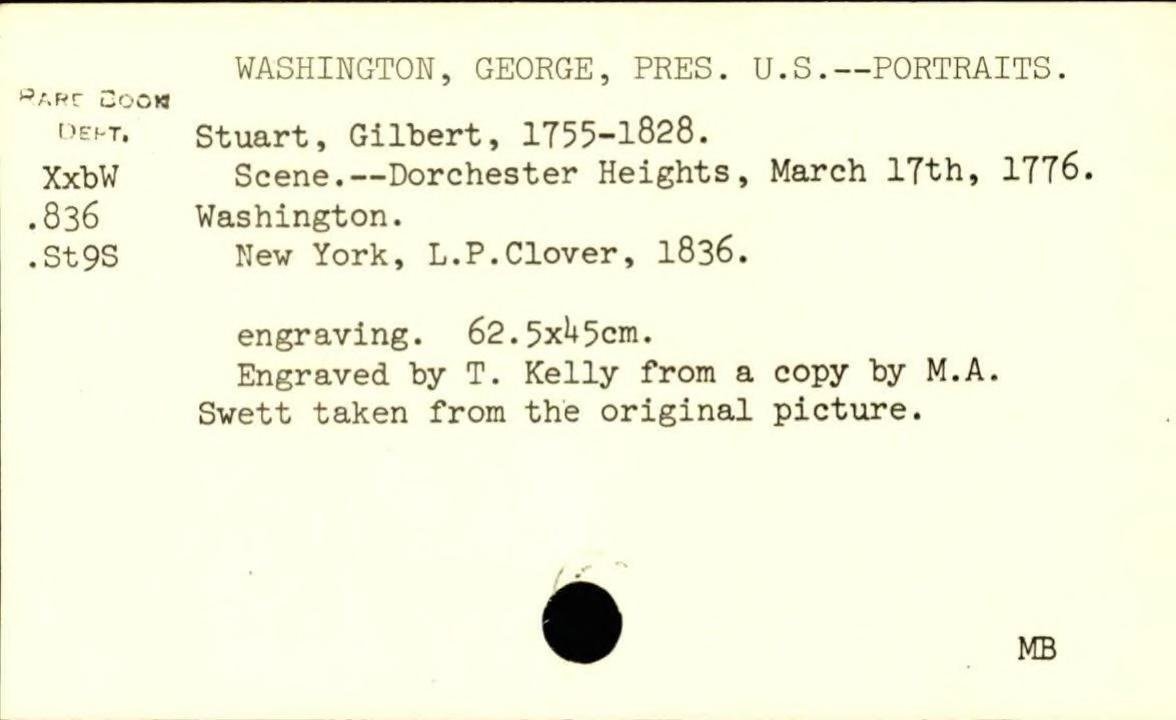 WASHINGTON, GEORGE, PRES. U.S.--PORTRAITS.
RARE BOOK
DEPT.
Stuart, Gilbert, 1755-1828.
XxbW Scene.--Dorchester Heights, March 17th, 1776.
.836 Washington.
.St9S New York, L.P.Clover, 1836.
engraving. 62.5x45cm.
Engraved by T. Kelly from a copy by M.A.
Swett taken from the original picture.
MB